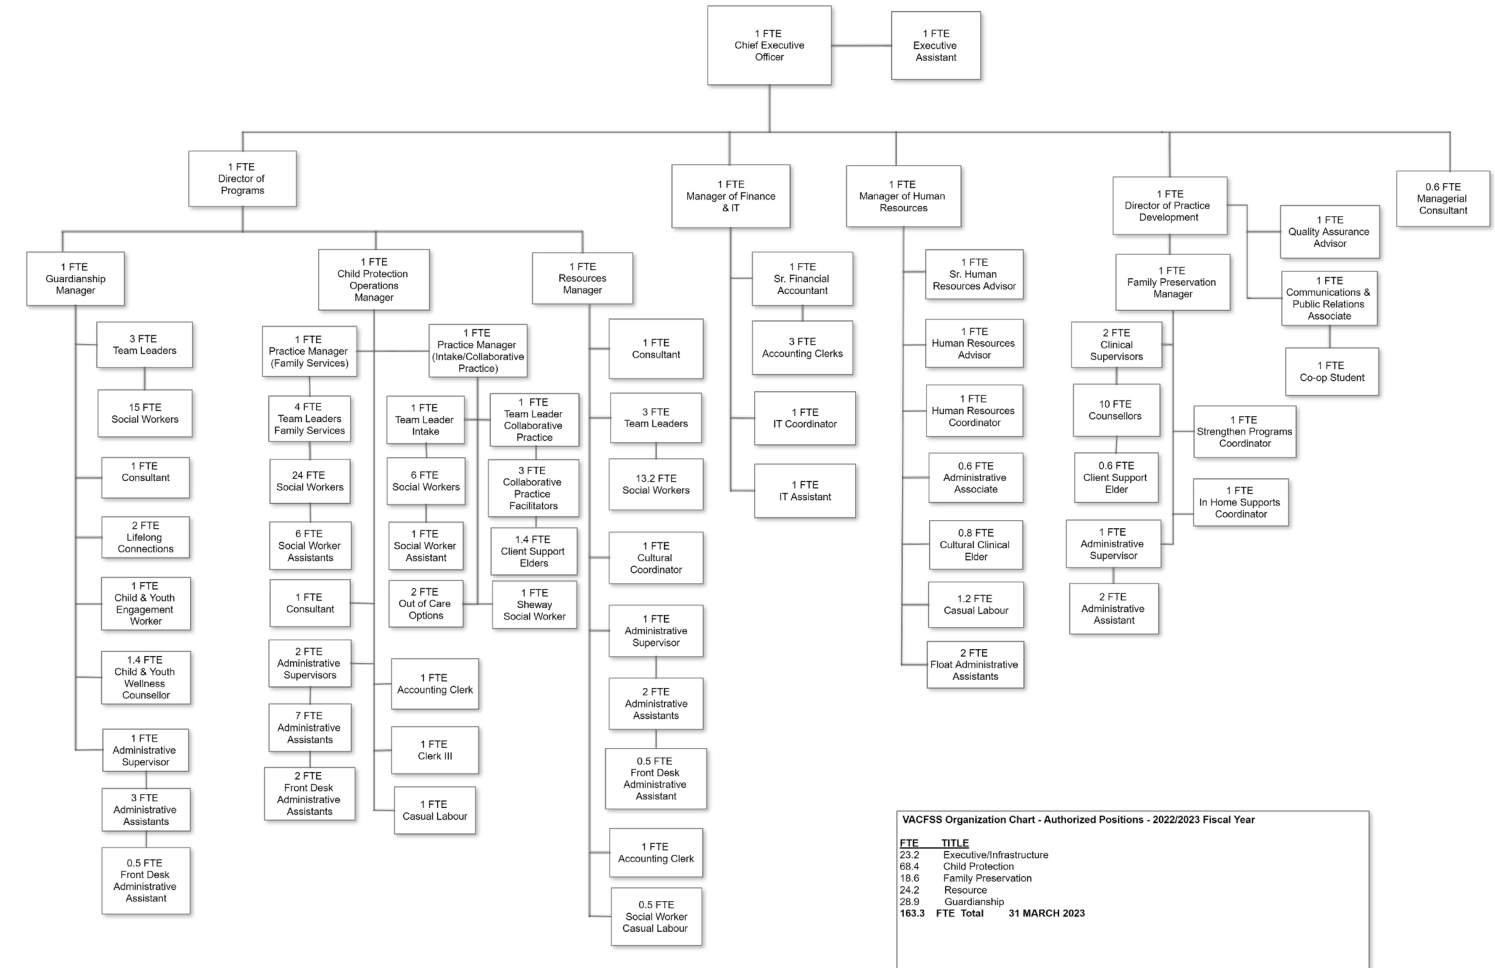 1 FTE
Chief Executive
Officer
1 FTE
Executive
Assistant
1 FTE
Director of
Programs
1 FTE
Manager of Finance
& IT
1 FTE
Manager of Human
Resources
1 FTE
Director of Practice
Development
0.6 FTE
Managerial
Consultant
1 FTE
Quality Assurance
Advisor
1 FTE
Communications &
Public Relations
Associate
1 FTE
Co-op Student
1 FTE
Guardianship
Manager
3 FTE
Team Leaders
15 FTE
Social Workers
1 FTE
Consultant
2 FTE
Lifelong
Connections
1 FTE
Child & Youth
Engagement
Worker
1.4 FTE
Child & Youth
Wellness
Counsellor
1 FTE
Administrative
Supervisor
3 FTE
Administrative
Assistants
0.5 FTE
Front Desk
Administrative
Assistant
1 FTE
Child Protection
Operations
Manager
1 FTE
Practice Manager
(Family Services)
4 FTE
Team Leaders
Family Services
24 FTE
Social Workers
6 FTE
Social Worker
Assistants
1 FTE
Consultant
2 FTE
Administrative
Supervisors
7 FTE
Administrative
Assistants
2 FTE
Front Desk
Administrative
Assistants
1 FTE
Practice Manager
(Intake/Collaborative
Practice)
1 FTE
Team Leader
Intake
6 FTE
Social Workers
1 FTE
Social Worker
Assistant
2 FTE
Out of Care
Options
1 FTE
Team Leader
Collaborative
Practice
3 FTE
Collaborative
Practice
Facilitators
1.4 FTE
Client Support
Elders
1 FTE
Sheway
Social Worker
1 FTE
Accounting Clerk
1 FTE
Clerk III
1 FTE
Casual Labour
1 FTE
Resources
Manager
1 FTE
Consultant
3 FTE
Team Leaders
13.2 FTE
Social Workers
1 FTE
Cultural
Coordinator
1 FTE
Administrative
Supervisor
2 FTE
Administrative
Assistants
0.5 FTE
Front Desk
Administrative
Assistant
1 FTE
Accounting Clerk
0.5 FTE
Social Worker
Casual Labour
1 FTE
Sr. Financial
Accountant
3 FTE
Accounting Clerks
1 FTE
IT Coordinator
1 FTE
IT Assistant
1 FTE
Sr. Human
Resources Advisor
1 FTE
Human Resources
Advisor
1 FTE
Human Resources
Coordinator
0.6 FTE
Administrative
Associate
0.8 FTE
Cultural Clinical
Elder
1.2 FTE
Casual Labour
2 FTE
Float Administrative
Assistants
1 FTE
Family Preservation
Manager
2 FTE
Clinical
Supervisors
10 FTE
Counsellors
0.6 FTE
Client Support
Elder
1 FTE
Strengthen Programs
Coordinator
1 FTE
In Home Supports
Coordinator
1 FTE
Administrative
Supervisor
2 FTE
Administrative
Assistant
VACFSS Organization Chart - Authorized Positions - 2022/2023 Fiscal Year
FTE TITLE
23.2 Executive/Infrastructure
68.4 Child Protection
18.6 Family Preservation
24.2 Resource
28.9 Guardianship
163.3 FTE Total 31 MARCH 2023